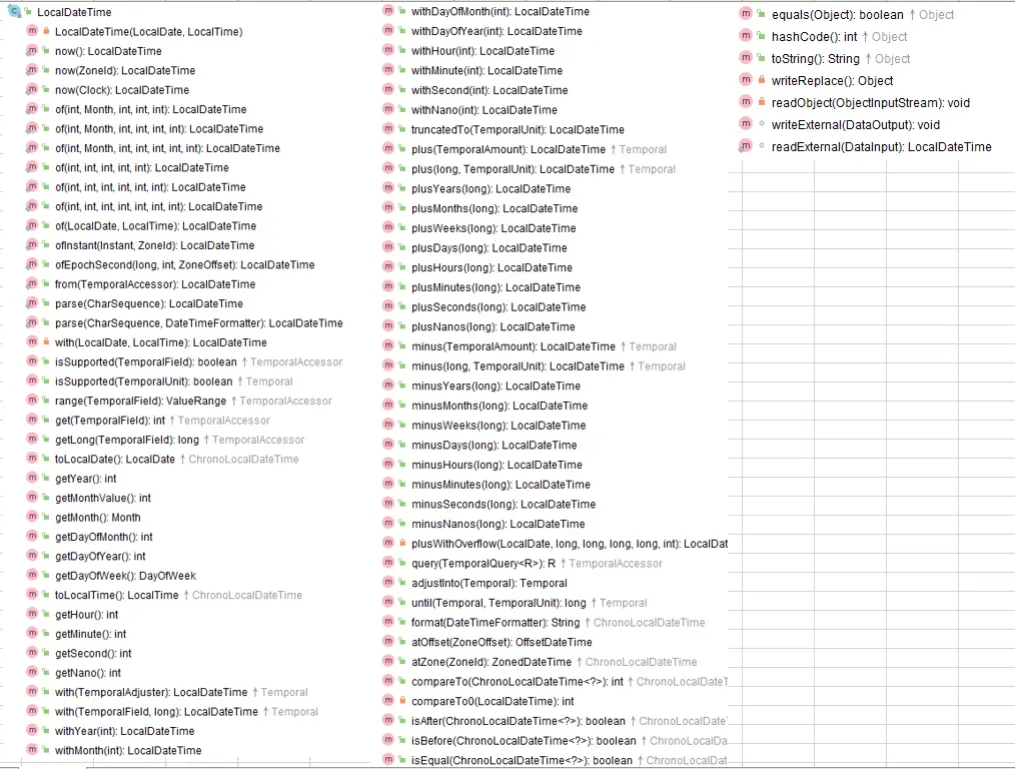 LocalDateTime
LocalDateTime(LocalDate, LocalTime)
now(): LocalDateTime
now(ZoneId): LocalDateTime
now(Clock): LocalDateTime
of(int, Month, int, int, int): LocalDateTime
of(int, Month, int, int, int, int): LocalDateTime
of(int, Month, int, int, int, int, int): LocalDateTime
of(int, int, int, int, int): LocalDateTime
of(int, int, int, int, int, int): LocalDateTime
of(int, int, int, int, int, int, int): LocalDateTime
of(LocalDate, LocalTime): LocalDateTime
ofInstant(Instant, ZoneId): LocalDateTime
ofEpochSecond(long, int, ZoneOffset): LocalDateTime
from(TemporalAccessor): LocalDateTime
parse(CharSequence): LocalDateTime
parse(CharSequence, DateTimeFormatter): LocalDateTime
with(LocalDate, LocalTime): LocalDateTime
isSupported(TemporalField): boolean ↑ TemporalAccessor
isSupported(TemporalUnit): boolean ↑ Temporal
range(TemporalField): ValueRange ↑ TemporalAccessor
get(TemporalField): int ↑ TemporalAccessor
getLong(TemporalField): long ↑ TemporalAccessor
toLocalDate(): LocalDate ↑ ChronoLocalDateTime
getYear(): int
getMonthValue(): int
getMonth(): Month
getDayOfMonth(): int
getDayOfYear(): int
getDayOfWeek(): DayOfWeek
toLocalTime(): LocalTime ↑ ChronoLocalDateTime
getHour(): int
getMinute(): int
getSecond(): int
getNano(): int
with(TemporalAdjuster): LocalDateTime ↑ Temporal
with(TemporalField, long): LocalDateTime ↑ Temporal
withYear(int): LocalDateTime
withMonth(int): LocalDateTime
withDayOfMonth(int): LocalDateTime
withDayOfYear(int): LocalDateTime
withHour(int): LocalDateTime
withMinute(int): LocalDateTime
withSecond(int): LocalDateTime
withNano(int): LocalDateTime
truncatedTo(TemporalUnit): LocalDateTime
plus(TemporalAmount): LocalDateTime ↑ Temporal
plus(long, TemporalUnit): LocalDateTime ↑ Temporal
plusYears(long): LocalDateTime
plusMonths(long): LocalDateTime
plusWeeks(long): LocalDateTime
plusDays(long): LocalDateTime
plusHours(long): LocalDateTime
plusMinutes(long): LocalDateTime
plusSeconds(long): LocalDateTime
plusNanos(long): LocalDateTime
minus(TemporalAmount): LocalDateTime ↑ Temporal
minus(long, TemporalUnit): LocalDateTime ↑ Temporal
minusYears(long): LocalDateTime
minusMonths(long): LocalDateTime
minusWeeks(long): LocalDateTime
minusDays(long): LocalDateTime
minusHours(long): LocalDateTime
minusMinutes(long): LocalDateTime
minusSeconds(long): LocalDateTime
minusNanos(long): LocalDateTime
plusWithOverflow(LocalDate, long, long, long, long, int): LocalDat
query(TemporalQuery<R>): R ↑ TemporalAccessor
adjustInto(Temporal): Temporal
until(Temporal, TemporalUnit): long ↑ Temporal
format(DateTimeFormatter): String ↑ ChronoLocalDateTime
atOffset(ZoneOffset): OffsetDateTime
atZone(ZoneId): ZonedDateTime ↑ ChronoLocalDateTime
compareTo(ChronoLocalDateTime<?>): int ↑ ChronoLocalDateT
compareTo0(LocalDateTime): int
isAfter(ChronoLocalDateTime<?>): boolean ↑ ChronoLocalDate
isBefore(ChronoLocalDateTime<?>): boolean ↑ ChronoLocalDa
isEqual(ChronoLocalDateTime<?>): boolean ↑ ChronoLocalDat
equals(Object): boolean ↑ Object
hashCode(): int ↑ Object
toString(): String ↑ Object
writeReplace(): Object
readObject(ObjectInputStream): void
writeExternal(DataOutput): void
readExternal(DataInput): LocalDateTime